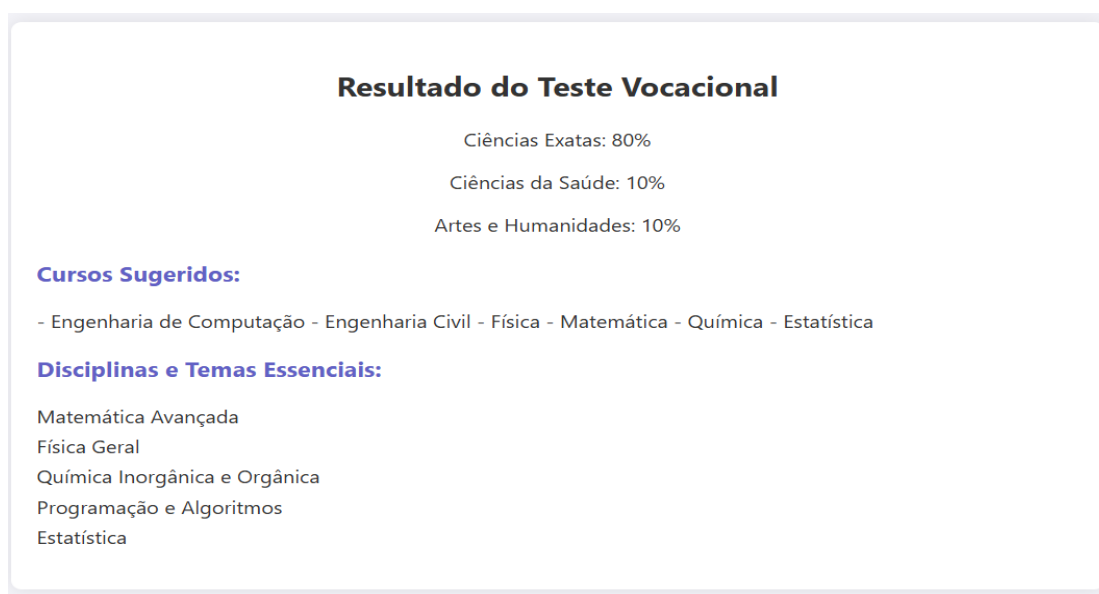 Resultado do Teste Vocacional
Ciências Exatas: 80%
Ciências da Saúde: 10%
Artes e Humanidades: 10%
Cursos Sugeridos:
- Engenharia de Computação - Engenharia Civil - Física - Matemática - Química - Estatística
Disciplinas e Temas Essenciais:
Matemática Avançada
Física Geral
Química Inorgânica e Orgânica
Programação e Algoritmos
Estatística